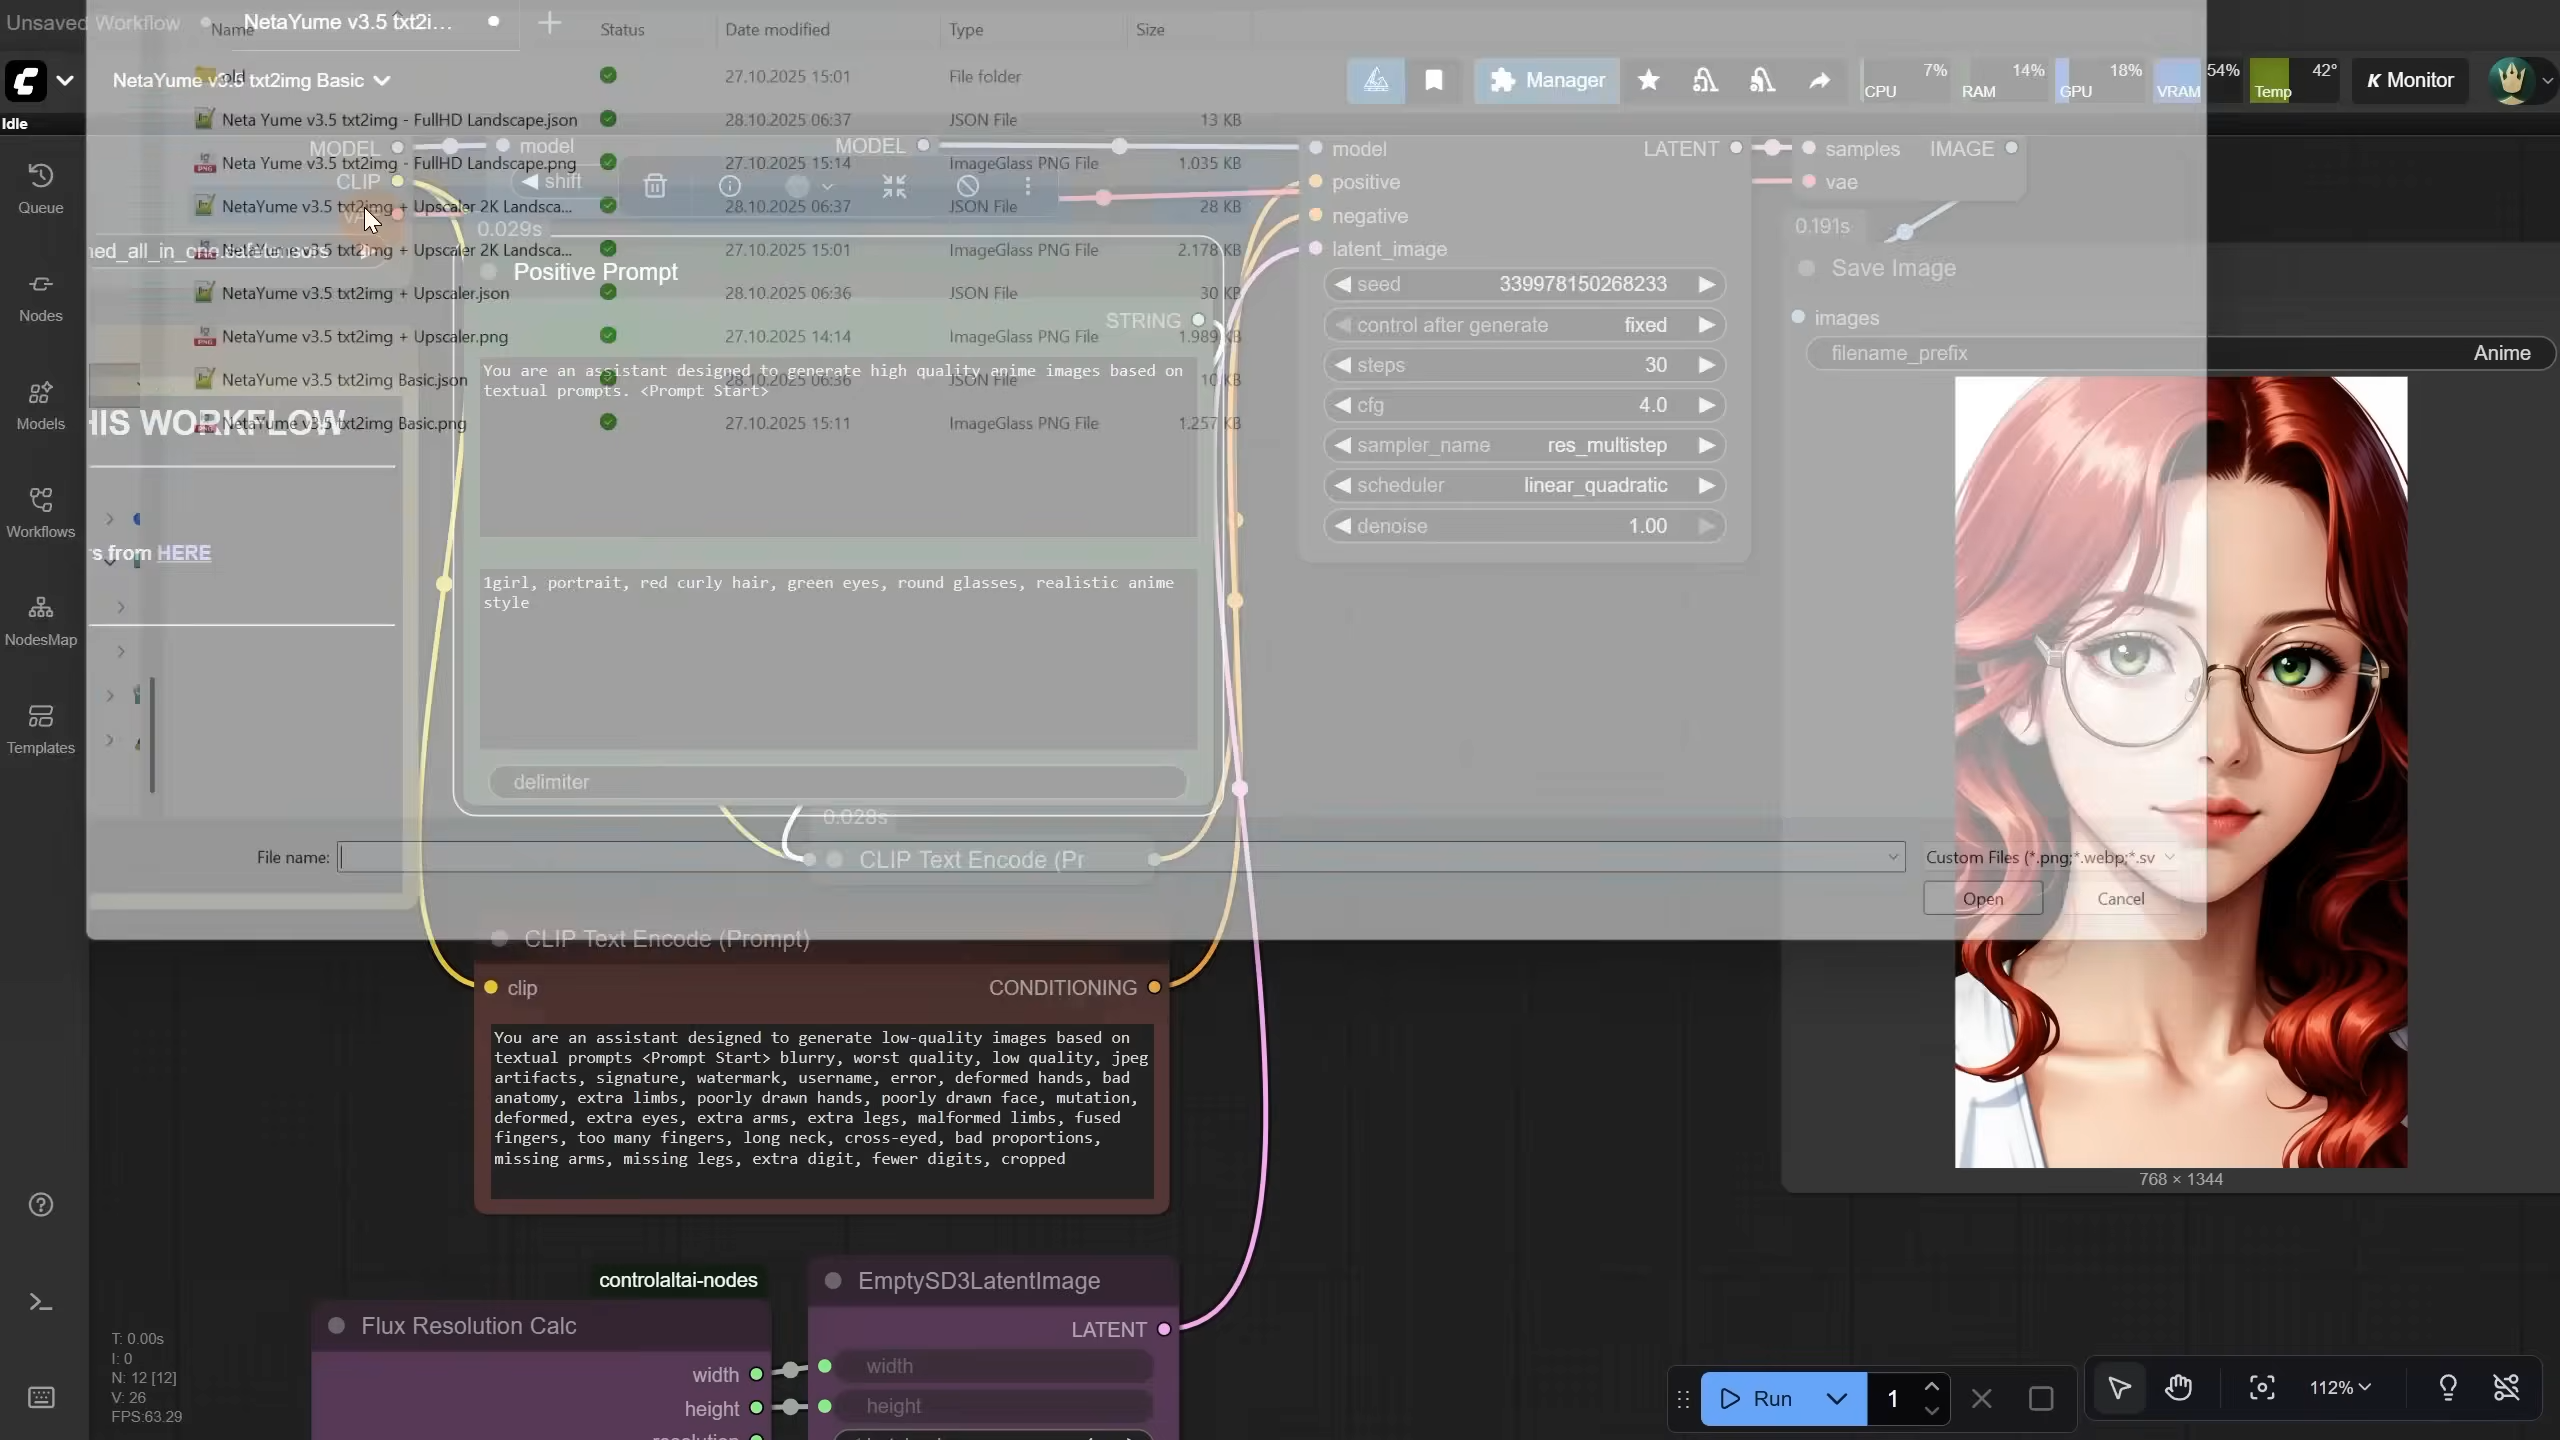 Unsaved Workflow
NetaYume v3.5 txt2i...
Name
Status
Date modified
Type
Size
NetaYume v3.5 txt2img Basic
old
27.10.2025 15:01
File folder
Manager
CPU
7%
RAM
14%
GPU
18%
VRAM
54%
Temp
42°
K Monitor
Idle
Neta Yume v3.5 txt2img - FullHD Landscape.json
28.10.2025 06:37
JSON File
13 KB
Neta Yume v3.5 txt2img - FullHD Landscape.png
27.10.2025 15:14
ImageGlass PNG File
1.035 KB
NetaYume v3.5 txt2img + Upscaler 2K Landsca...
28.10.2025 06:37
JSON File
28 KB
NetaYume v3.5 txt2img + Upscaler 2K Landsca...
27.10.2025 15:01
ImageGlass PNG File
2.178 KB
NetaYume v3.5 txt2img + Upscaler.json
28.10.2025 06:36
JSON File
30 KB
NetaYume v3.5 txt2img + Upscaler.png
27.10.2025 14:14
ImageGlass PNG File
1.989 KB
NetaYume v3.5 txt2img Basic.json
28.10.2025 06:36
JSON File
10 KB
NetaYume v3.5 txt2img Basic.png
27.10.2025 15:11
ImageGlass PNG File
1.257 KB
Queue
Nodes
Models
Workflows
NodesMap
Templates
MODEL
CLIP
VAE
model
MODEL
shift
0.029s
HIS WORKFLOW
s from HERE
Positive Prompt
STRING
You are an assistant designed to generate high quality anime images based on
textual prompts. <Prompt Start>
1girl, portrait, red curly hair, green eyes, round glasses, realistic anime
style
delimiter
0.028s
CLIP Text Encode (Pr
File name:
Custom Files (*.png;*.webp;*.sv
Open
Cancel
model
LATENT
positive
negative
latent_image
seed
339978150268233
control after generate
fixed
steps
30
cfg
4.0
sampler_name
res_multistep
scheduler
linear_quadratic
denoise
1.00
samples
IMAGE
vae
0.191s
Save Image
images
filename_prefix
Anime
768 × 1344
CLIP Text Encode (Prompt)
clip
CONDITIONING
You are an assistant designed to generate low-quality images based on
textual prompts <Prompt Start> blurry, worst quality, low quality, jpeg
artifacts, signature, watermark, username, error, deformed hands, bad
anatomy, extra limbs, poorly drawn hands, poorly drawn face, mutation,
deformed, extra eyes, extra arms, extra legs, malformed limbs, fused
fingers, too many fingers, long neck, cross-eyed, bad proportions,
missing arms, missing legs, extra digit, fewer digits, cropped
controlaltai-nodes
Flux Resolution Calc
width
height
EmptySD3LatentImage
LATENT
width
height
T: 0.00s
I: 0
N: 12 [12]
V: 26
FPS:63.29
Run
1
112%